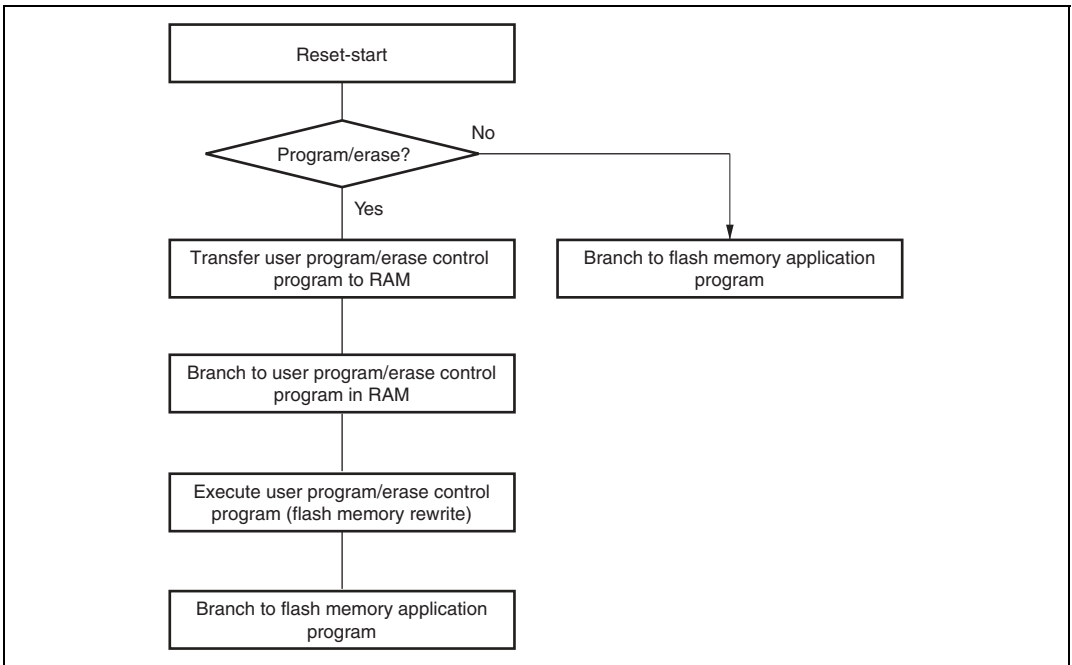 Reset-start
No
Program/erase?
Yes
Transfer user program/erase control
program to RAM
Branch to flash memory application
program
Branch to user program/erase control
program in RAM
Execute user program/erase control
program (flash memory rewrite)
Branch to flash memory application
program